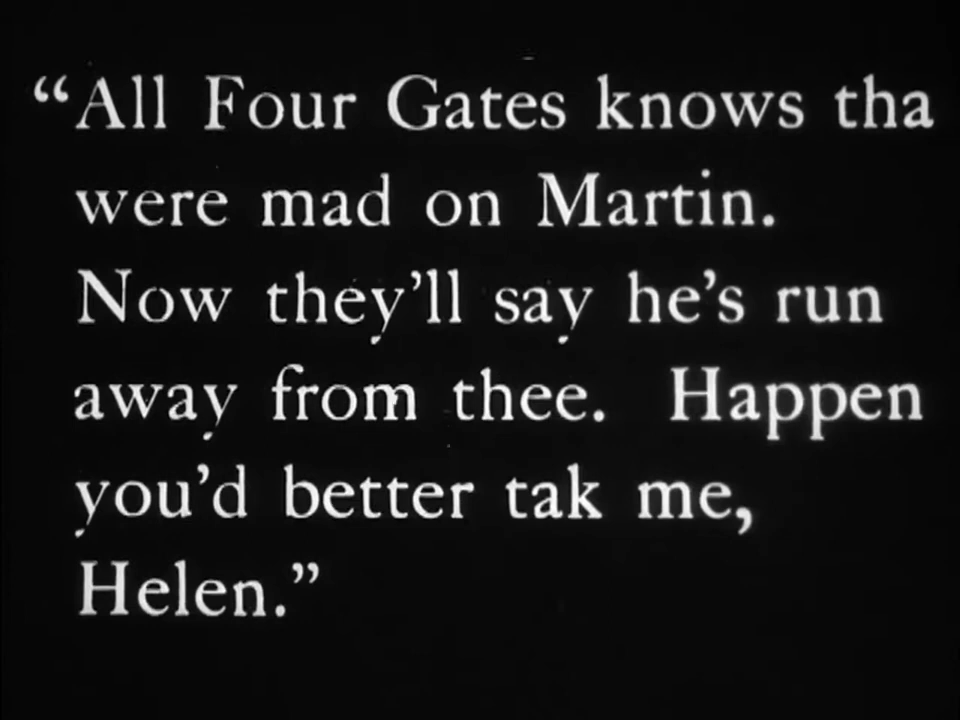 “All Four Gates knows tha
were mad on Martin.
Now they’ll say he’s run
away from thee. Happen
you’d better tak me,
Helen.”